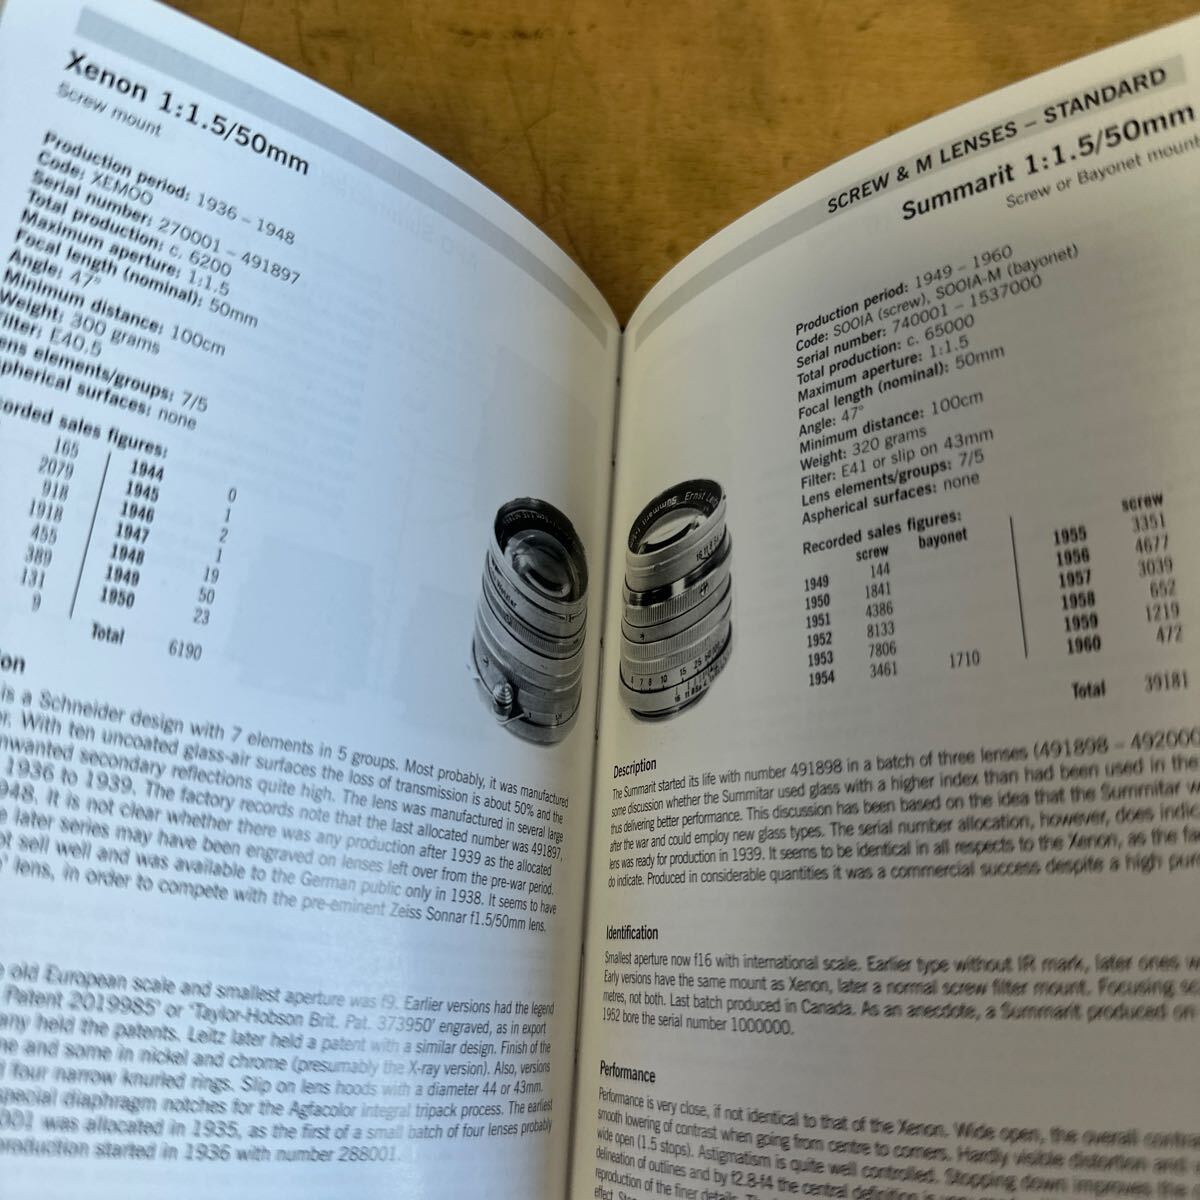 Xenon 1:1.5/50mm
Screw mount
Production period: 1936 – 1948
Code: XEMOO
Serial number: 270001 – 491897
Total production: c. 6200
Maximum aperture: 1:1.5
Focal length (nominal): 50mm
Angle: 47°
Minimum distance: 100cm
Weight: 300 grams
Filter: E40.5
ens elements/groups: 7/5
pherical surfaces: none
corded sales figures:
165 1944 0
2079 1945 1
918 1946 2
1918 1947 1
455 1948 19
389 1949 50
131 1950 23
9
Total 6190
on
is a Schneider design with 7 elements in 5 groups. Most probably, it was manufactured
r. With ten uncoated glass-air surfaces the loss of transmission is about 50% and the
nwanted secondary reflections quite high. The lens was manufactured in several large
1936 to 1939. The factory records note that the last allocated number was 491897,
948. It is not clear whether there was any production after 1939 as the allocated
e later series may have been engraved on lenses left over from the pre-war period.
ot sell well and was available to the German public only in 1938. It seems to have
' lens, in order to compete with the pre-eminent Zeiss Sonnar f1.5/50mm lens.
old European scale and smallest aperture was f9. Earlier versions had the legend
Patent 2019985' or 'Taylor-Hobson Brit. Pat. 373950' engraved, as in export
any held the patents. Leitz later held a patent with a similar design. Finish of the
me and some in nickel and chrome (presumably the X-ray version). Also, versions
four narrow knurled rings. Slip on lens hoods with a diameter 44 or 43mm.
special diaphragm notches for the Agfacolor integral tripack process. The earliest
001 was allocated in 1935, as the first of a small batch of four lenses probably
production started in 1936 with number 288001.
SCREW & M LENSES – STANDARD
Summarit 1:1.5/50mm
Screw or Bayonet mount
Production period: 1949 – 1960
Code: SOOIA (screw), SOOIA-M (bayonet)
Serial number: 740001 – 1537000
Total production: c. 65000
Maximum aperture: 1:1.5
Focal length (nominal): 50mm
Angle: 47°
Minimum distance: 100cm
Weight: 320 grams
Filter: E41 or slip on 43mm
Lens elements/groups: 7/5
Aspherical surfaces: none
Recorded sales figures:
screw bayonet screw
1949 144 1955 3351
1950 1841 1956 4677
1951 4386 1957 3039
1952 8133 1958 652
1953 7806 1959 1219
1954 3461 1710 1960 472
Total 39181
Description
The Summarit started its life with number 491898 in a batch of three lenses (491898 – 492000
some discussion whether the Summitar used glass with a higher index than had been used in the
thus delivering better performance. This discussion has been based on the idea that the Summitar w
after the war and could employ new glass types. The serial number allocation, however, does indic
lens was ready for production in 1939. It seems to be identical in all respects to the Xenon, as the fa
do indicate. Produced in considerable quantities it was a commercial success despite a high pur
Identification
Smallest aperture now f16 with international scale. Earlier type without IR mark, later ones w
Early versions have the same mount as Xenon, later a normal screw filter mount. Focusing sc
metres, not both. Last batch produced in Canada. As an anecdote, a Summarit produced on
1952 bore the serial number 1000000.
Performance
Performance is very close, if not identical to that of the Xenon. Wide open, the overall contra
smooth lowering of contrast when going from centre to corners. Hardly visible distortion and
wide open (1.5 stops). Astigmatism is quite well controlled. Stopping down improves the
delineation of outlines and by f2.8-f4 the central definition is
reproduction of the finer details.